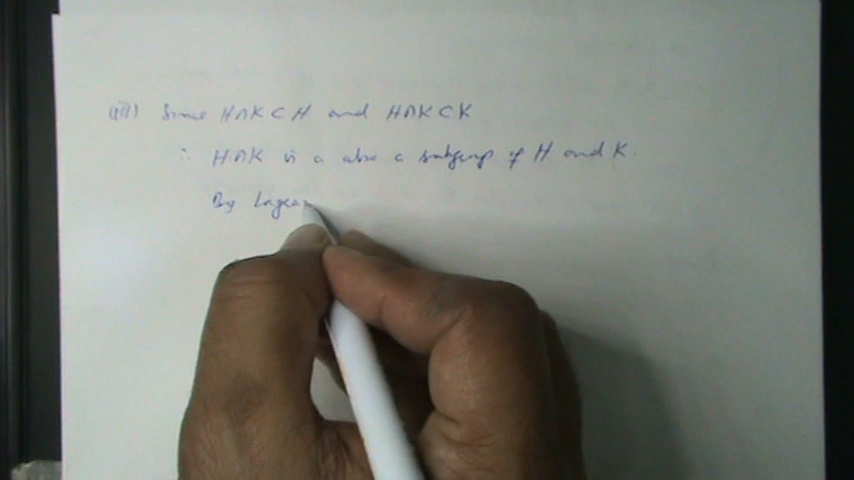 (iii) Since H∩K⊂H and H∩K⊂K
∴ H∩K is a also a subgroup of H and K.
By Lagra